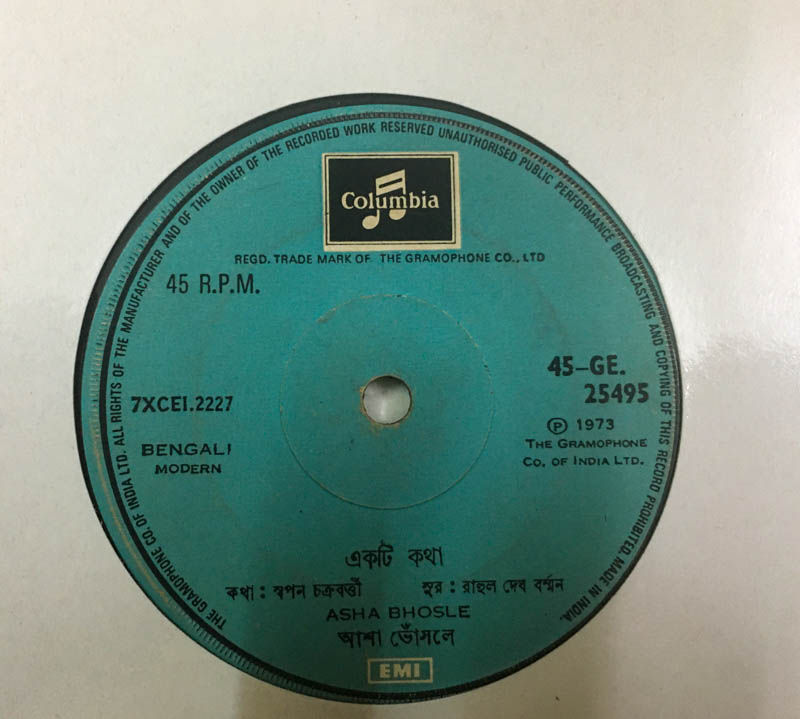 THE GRAMOPHONE CO. OF INDIA LTD. ALL RIGHTS OF THE MANUFACTURER AND OF THE OWNER OF THE RECORDED WORK RESERVED UNAUTHORISED PUBLIC PERFORMANCE BROADCASTING AND COPYING OF THIS RECORD PROHIBITED. MADE IN INDIA.
Columbia
REGD. TRADE MARK OF THE GRAMOPHONE CO., LTD
45 R.P.M.
45-GE.
25495
7XCEI.2227
Ⓟ 1973
THE GRAMOPHONE
CO. OF INDIA LTD.
BENGALI
MODERN
একটি কথা
কথা : স্বপন চক্রবর্ত্তী সুর : রাহুল দেব বর্ম্মন
ASHA BHOSLE
আশা ভোঁসলে
EMI